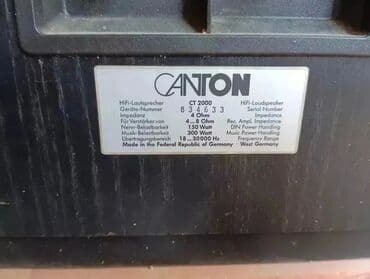 CANTON
HiFi-Lautsprecher CT 2000 HiFi-Loudspeaker
Geräte-Nummer 834633 Serial Number
Impedanz 4 Ohm Impedance
Für Verstärker von 4...8 Ohm Rec. Ampl. Impedance
Nenn-Belastbarkeit 150 Watt DIN Power Handling
Musik-Belastbarkeit 300 Watt Music Power Handling
Übertragungsbereich 18...30000 Hz Frequency Range
Made in the Federal Republic of Germany - West Germany